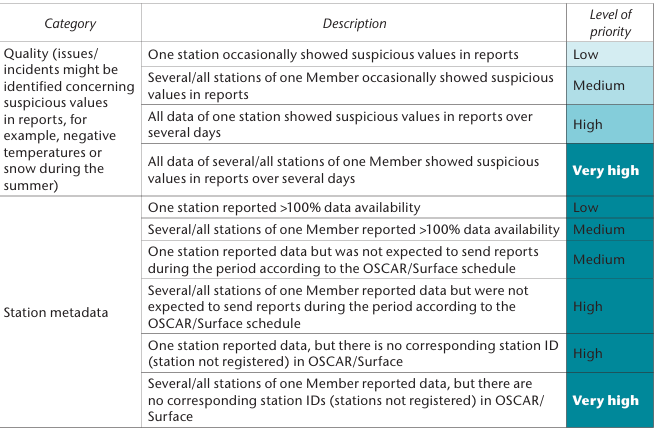 Category
Description
Level of
priority
Quality (issues/
incidents might be
identified concerning
suspicious values
in reports, for
example, negative
temperatures or
snow during the
summer)
One station occasionally showed suspicious values in reports
Low
Several/all stations of one Member occasionally showed suspicious
values in reports
Medium
All data of one station showed suspicious values in reports over
several days
High
All data of several/all stations of one Member showed suspicious
values in reports over several days
Very high
Station metadata
One station reported >100% data availability
Low
Several/all stations of one Member reported >100% data availability
Medium
One station reported data but was not expected to send reports
during the period according to the OSCAR/Surface schedule
Medium
Several/all stations of one Member reported data but were not
expected to send reports during the period according to the
OSCAR/Surface schedule
High
One station reported data, but there is no corresponding station ID
(station not registered) in OSCAR/Surface
High
Several/all stations of one Member reported data, but there are
no corresponding station IDs (stations not registered) in OSCAR/
Surface
Very high